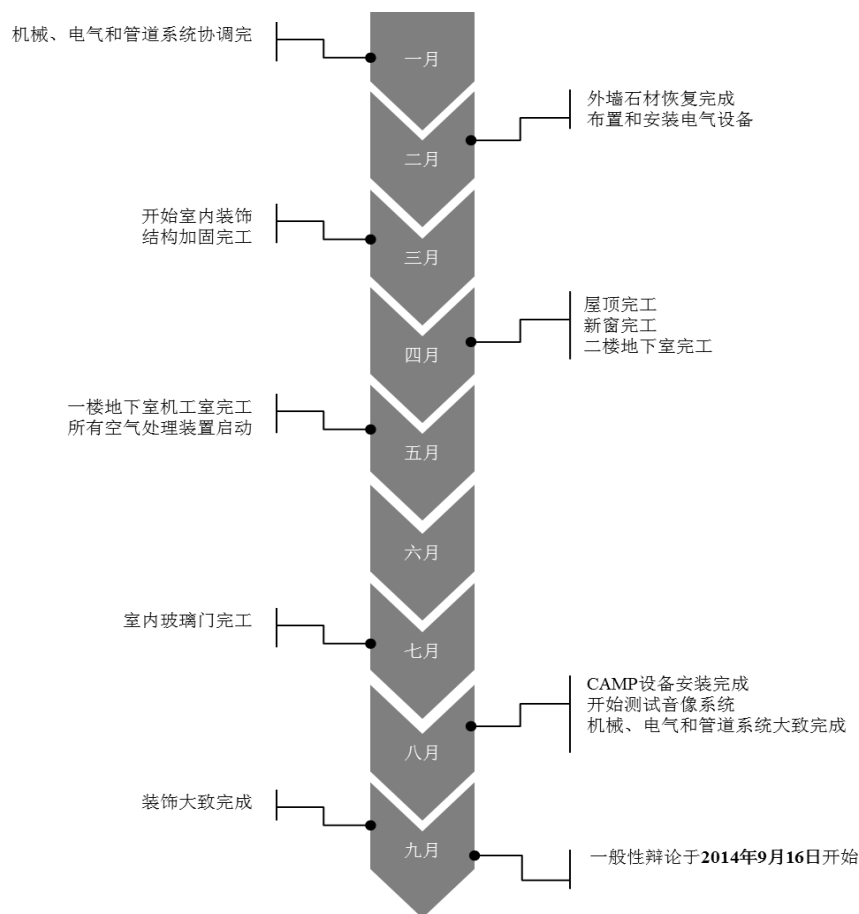 机械、电气和管道系统协调完
一月
外墙石材恢复完成
布置和安装电气设备
二月
开始室内装饰
结构加固完工
三月
屋顶完工
新窗完工
二楼地下室完工
四月
一楼地下室机工室完工
所有空气处理装置启动
五月
六月
室内玻璃门完工
七月
CAMP设备安装完成
开始测试音像系统
机械、电气和管道系统大致完成
八月
装饰大致完成
九月
一般性辩论于2014年9月16日开始